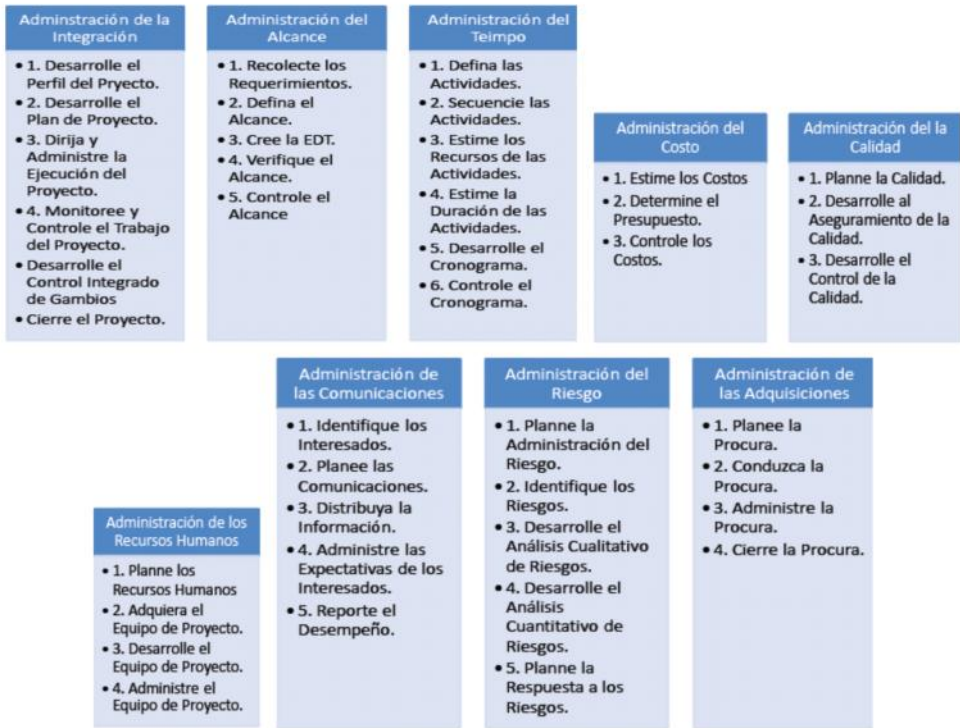 Adminstración de la
Integración
• 1. Desarrolle el
Perfil del Pryecto.
• 2. Desarrolle el
Plan de Proyecto.
• 3. Dirija y
Administre la
Ejecución del
Proyecto.
• 4. Monitoree y
Controle el Trabajo
del Proyecto.
• Desarrolle el
Control Integrado
de Gambios
• Cierre el Proyecto.
Administración del
Alcance
• 1. Recolecte los
Requerimientos.
• 2. Defina el
Alcance.
• 3. Cree la EDT.
• 4. Verifique el
Alcance.
• 5. Controle el
Alcance
Administración del
Teimpo
• 1. Defina las
Actividades.
• 2. Secuencie las
Actividades.
• 3. Estime los
Recursos de las
Actividades.
• 4. Estime la
Duración de las
Actividades.
• 5. Desarrolle el
Cronograma.
• 6. Controle el
Cronograma.
Administración del
Costo
• 1. Estime los Costos
• 2. Determine el
Presupuesto.
• 3. Controle los
Costos.
Administración del la
Calidad
• 1. Planne la Calidad.
• 2. Desarrolle al
Aseguramiento de la
Calidad.
• 3. Desarrolle el
Control de la
Calidad.
Administración de los
Recursos Humanos
• 1. Planne los
Recursos Humanos
• 2. Adquiera el
Equipo de Proyecto.
• 3. Desarrolle el
Equipo de Proyecto.
• 4. Administre el
Equipo de Proyecto.
Administración de
las Comunicaciones
• 1. Identifique los
Interesados.
• 2. Planee las
Comunicaciones.
• 3. Distribuya la
Información.
• 4. Administre las
Expectativas de los
Interesados.
• 5. Reporte el
Desempeño.
Administración del
Riesgo
• 1. Planne la
Administración del
Riesgo.
• 2. Identifique los
Riesgos.
• 3. Desarrolle el
Análisis Cualitativo
de Riesgos.
• 4. Desarrolle el
Análisis
Cuantitativo de
Riesgos.
• 5. Planne la
Respuesta a los
Riesgos.
Administración de
las Adquisiciones
• 1. Planee la
Procura.
• 2. Conduzca la
Procura.
• 3. Administre la
Procura.
• 4. Cierre la Procura.